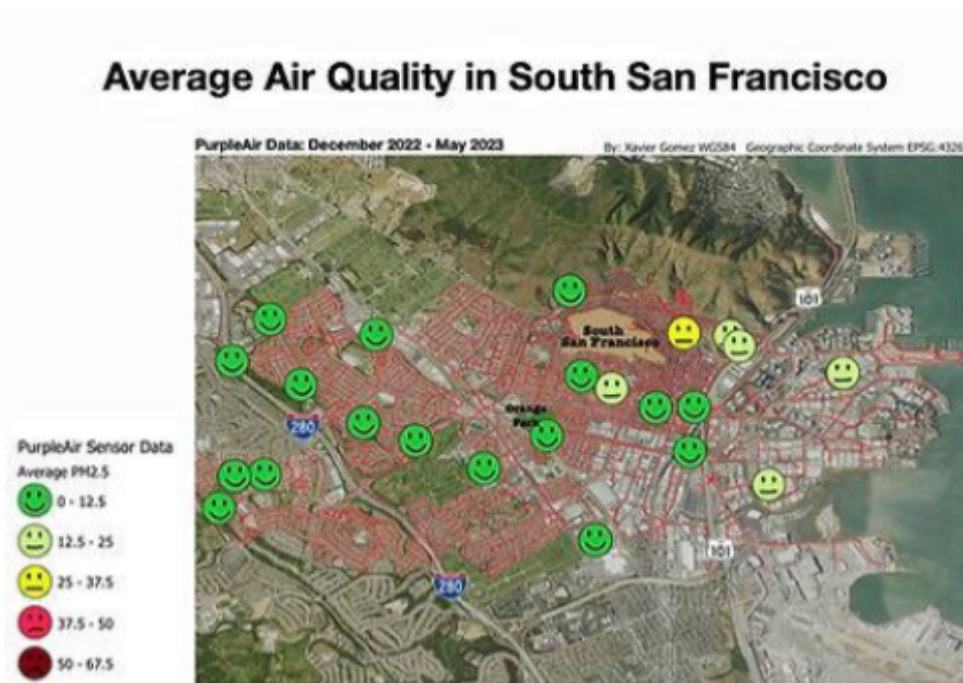 Average Air Quality in South San Francisco
PurpleAir Data: December 2022 - May 2023
By: Xavier Gomez WGS84 Geographic Coordinate System EPSG:4326
101
South
San Francisco
Orange
Park
280
101
280
PurpleAir Sensor Data
Average PM2.5
0 - 12.5
12.5 - 25
25 - 37.5
37.5 - 50
50 - 67.5